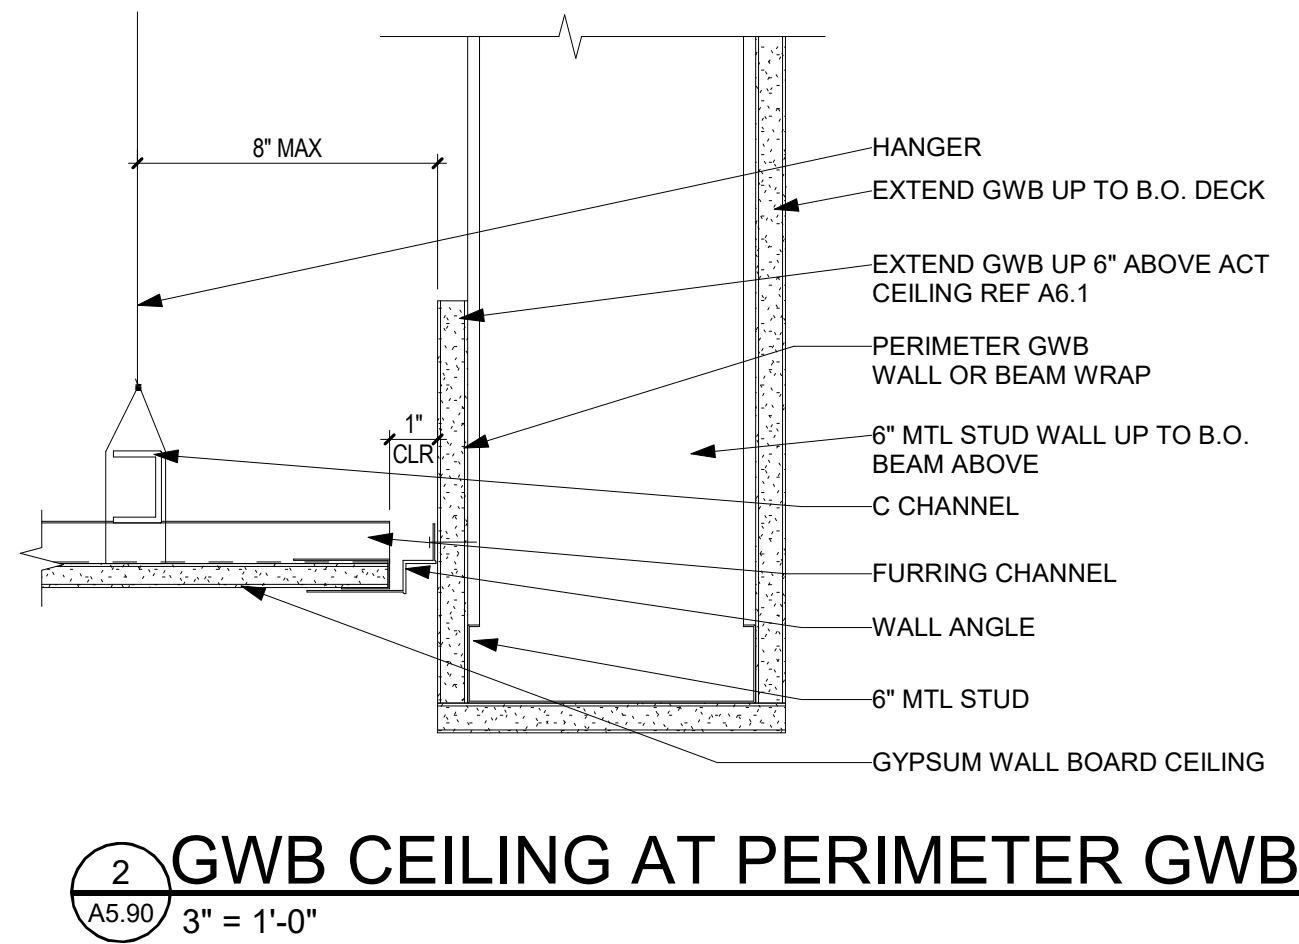 8" MAX
HANGER
EXTEND GWB UP TO B.O. DECK
EXTEND GWB UP 6" ABOVE ACT
CEILING REF A6.1
PERIMETER GWB
WALL OR BEAM WRAP
1"
CLR
6" MTL STUD WALL UP TO B.O.
BEAM ABOVE
C CHANNEL
FURRING CHANNEL
WALL ANGLE
6" MTL STUD
GYPSUM WALL BOARD CEILING
2
GWB CEILING AT PERIMETER GWB
A5.90
3" = 1'-0"